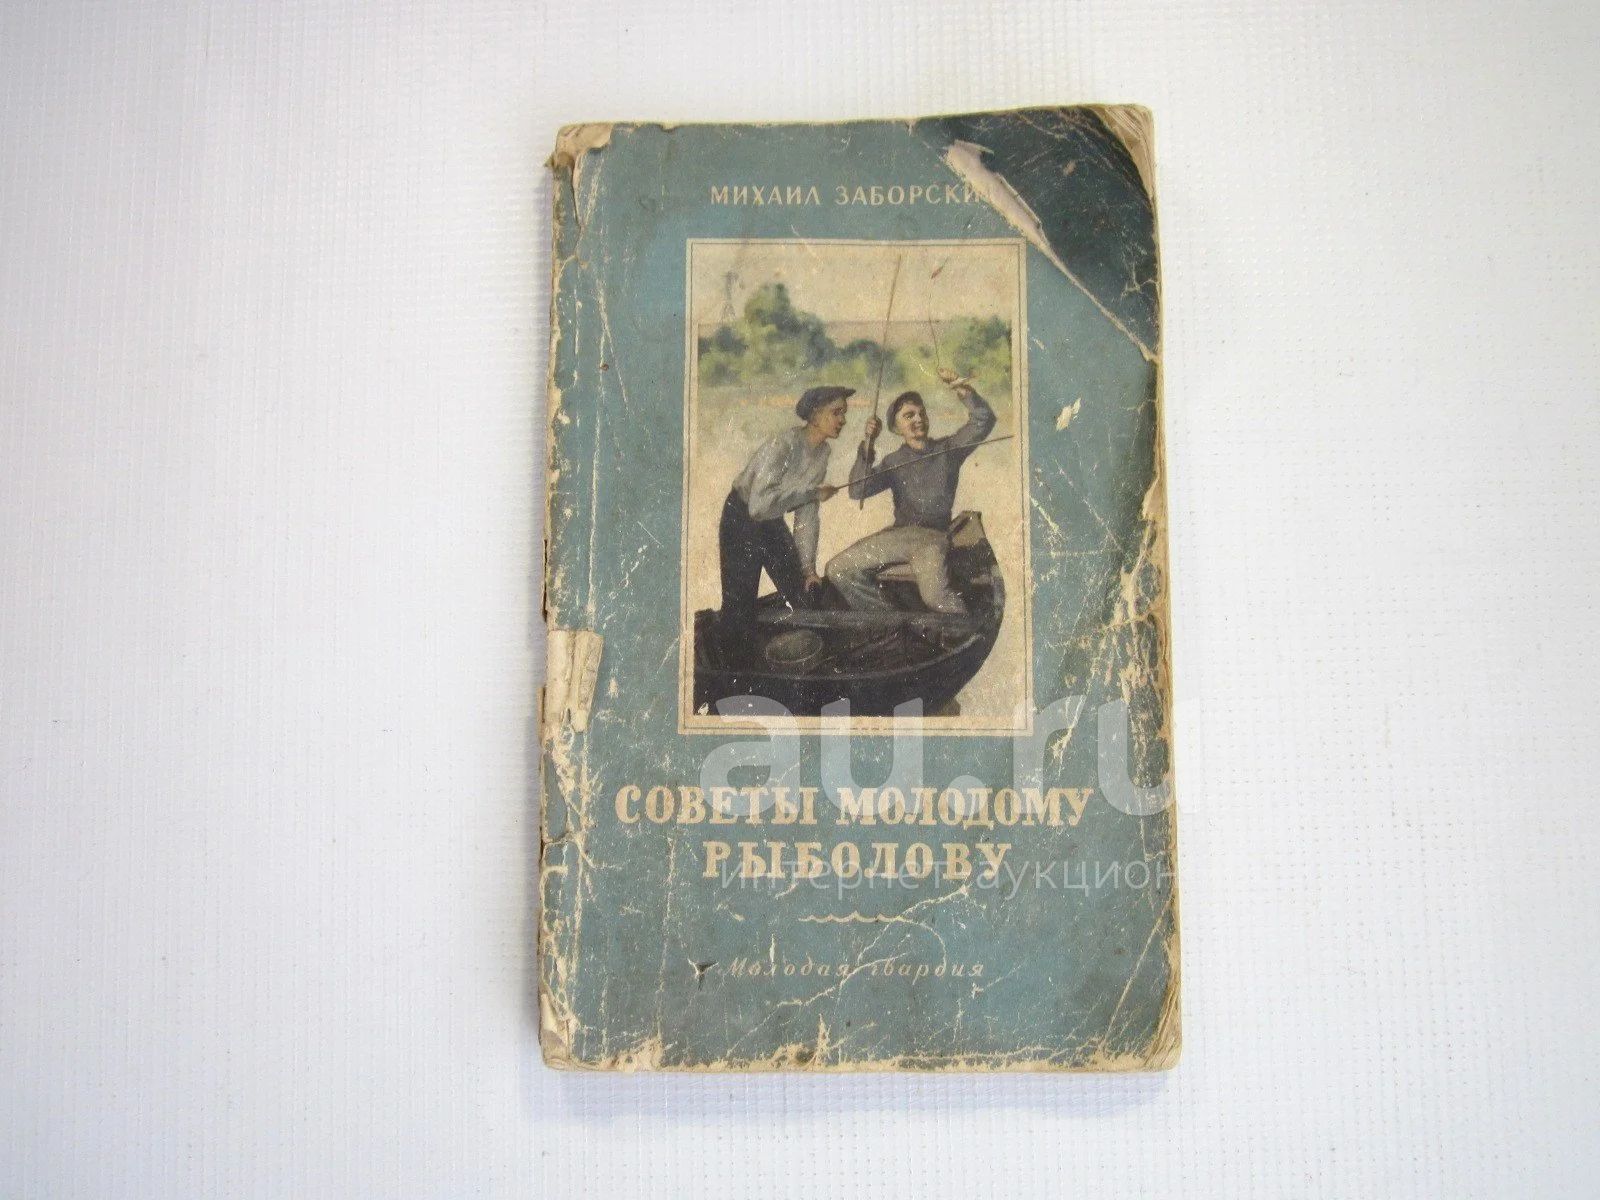 МИХАИЛ ЗАБОРСКИЙ
au.ru
СОВЕТЫ МОЛОДОМУ
РЫБОЛОВУ
интернет-аукцион
Молодая гвардия